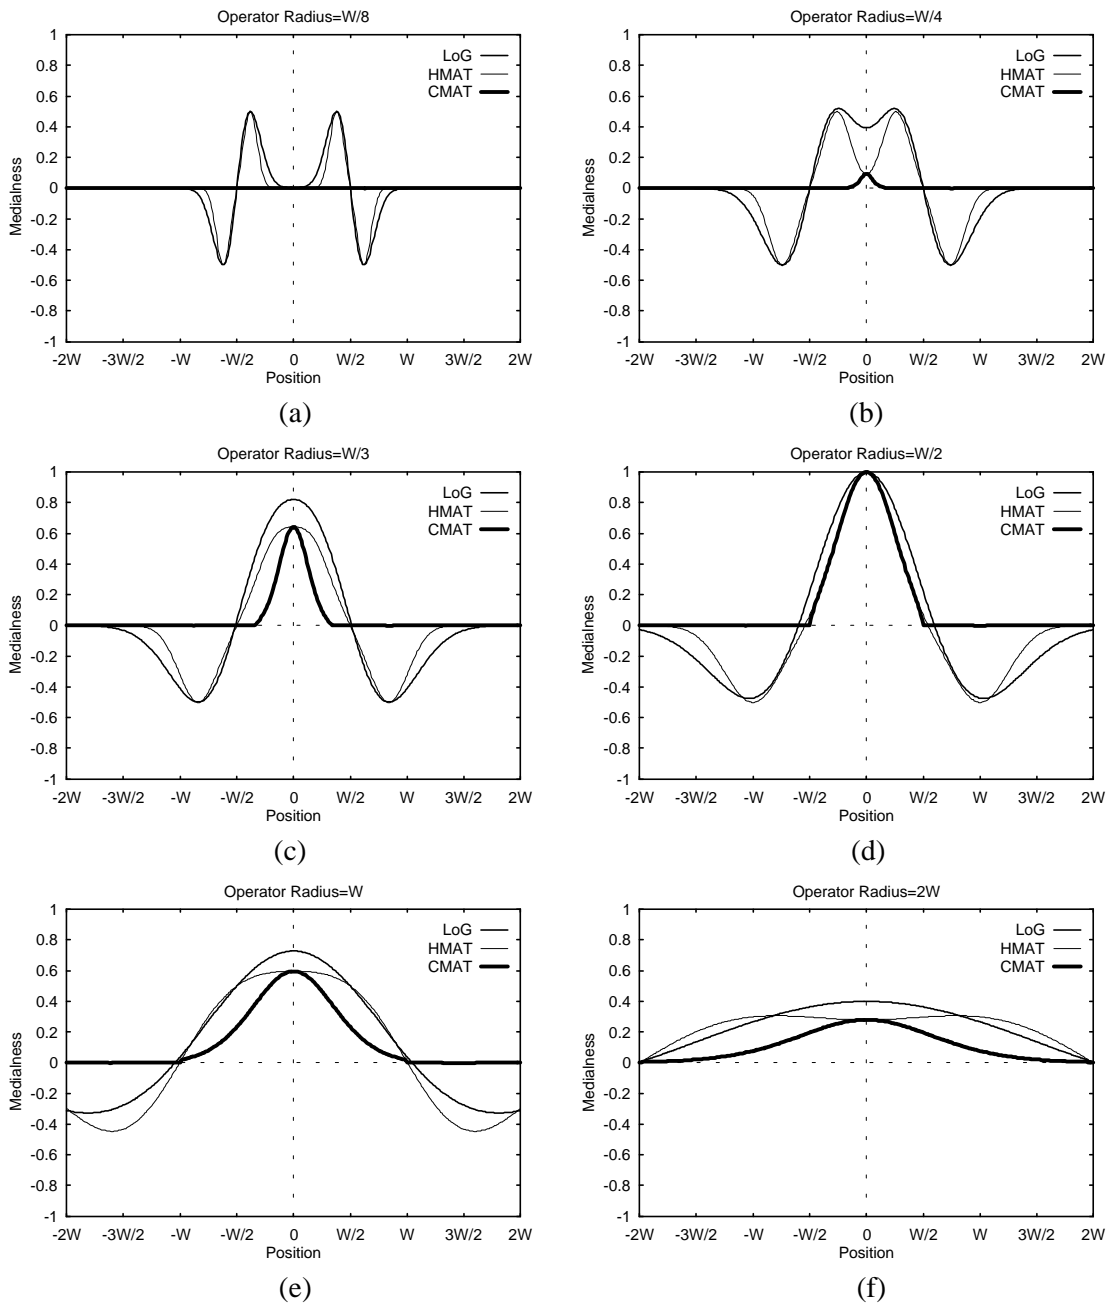 Operator Radius=W/8
1
0.8
0.6
0.4
0.2
0
-0.2
-0.4
-0.6
-0.8
-1
Medialness
LoG
HMAT
CMAT
-2W -3W/2 -W -W/2 0 W/2 W 3W/2 2W
Position
(a)
Operator Radius=W/4
1
0.8
0.6
0.4
0.2
0
-0.2
-0.4
-0.6
-0.8
-1
Medialness
LoG
HMAT
CMAT
-2W -3W/2 -W -W/2 0 W/2 W 3W/2 2W
Position
(b)
Operator Radius=W/3
1
0.8
0.6
0.4
0.2
0
-0.2
-0.4
-0.6
-0.8
-1
Medialness
LoG
HMAT
CMAT
-2W -3W/2 -W -W/2 0 W/2 W 3W/2 2W
Position
(c)
Operator Radius=W/2
1
0.8
0.6
0.4
0.2
0
-0.2
-0.4
-0.6
-0.8
-1
Medialness
LoG
HMAT
CMAT
-2W -3W/2 -W -W/2 0 W/2 W 3W/2 2W
Position
(d)
Operator Radius=W
1
0.8
0.6
0.4
0.2
0
-0.2
-0.4
-0.6
-0.8
-1
Medialness
LoG
HMAT
CMAT
-2W -3W/2 -W -W/2 0 W/2 W 3W/2 2W
Position
(e)
Operator Radius=2W
1
0.8
0.6
0.4
0.2
0
-0.2
-0.4
-0.6
-0.8
-1
Medialness
LoG
HMAT
CMAT
-2W -3W/2 -W -W/2 0 W/2 W 3W/2 2W
Position
(f)